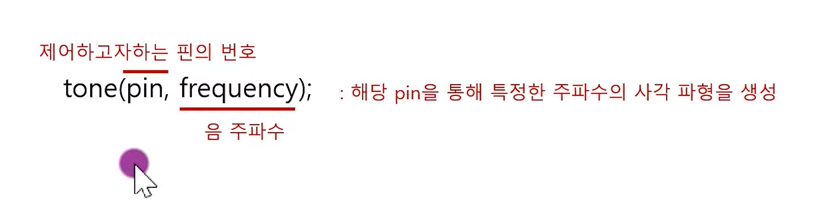 제어하고자하는 핀의 번호
tone(pin, frequency); : 해당 pin을 통해 특정한 주파수의 사각 파형을 생성
음 주파수